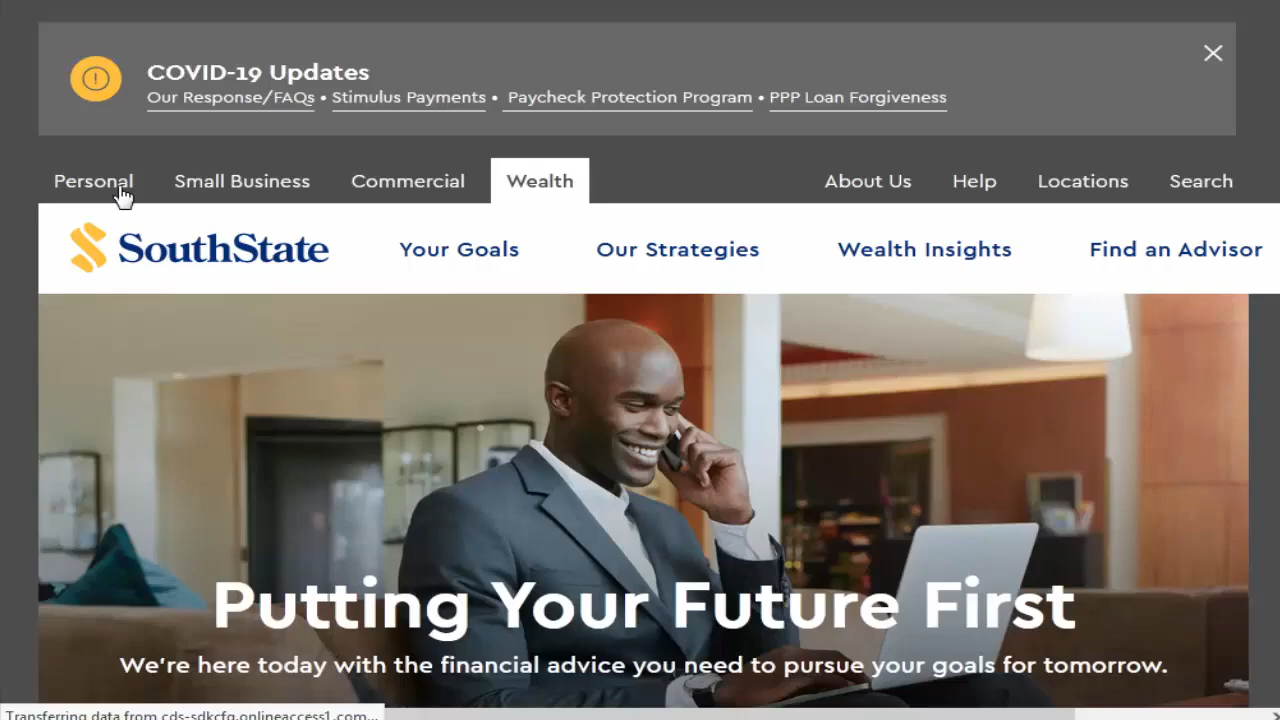 COVID-19 Updates
Our Response/FAQs • Stimulus Payments • Paycheck Protection Program • PPP Loan Forgiveness
Personal Small Business Commercial Wealth About Us Help Locations Search
SouthState Your Goals Our Strategies Wealth Insights Find an Advisor
Putting Your Future First
We're here today with the financial advice you need to pursue your goals for tomorrow.
Transferring data from cds-sdkcfg.onlineaccess1.com...